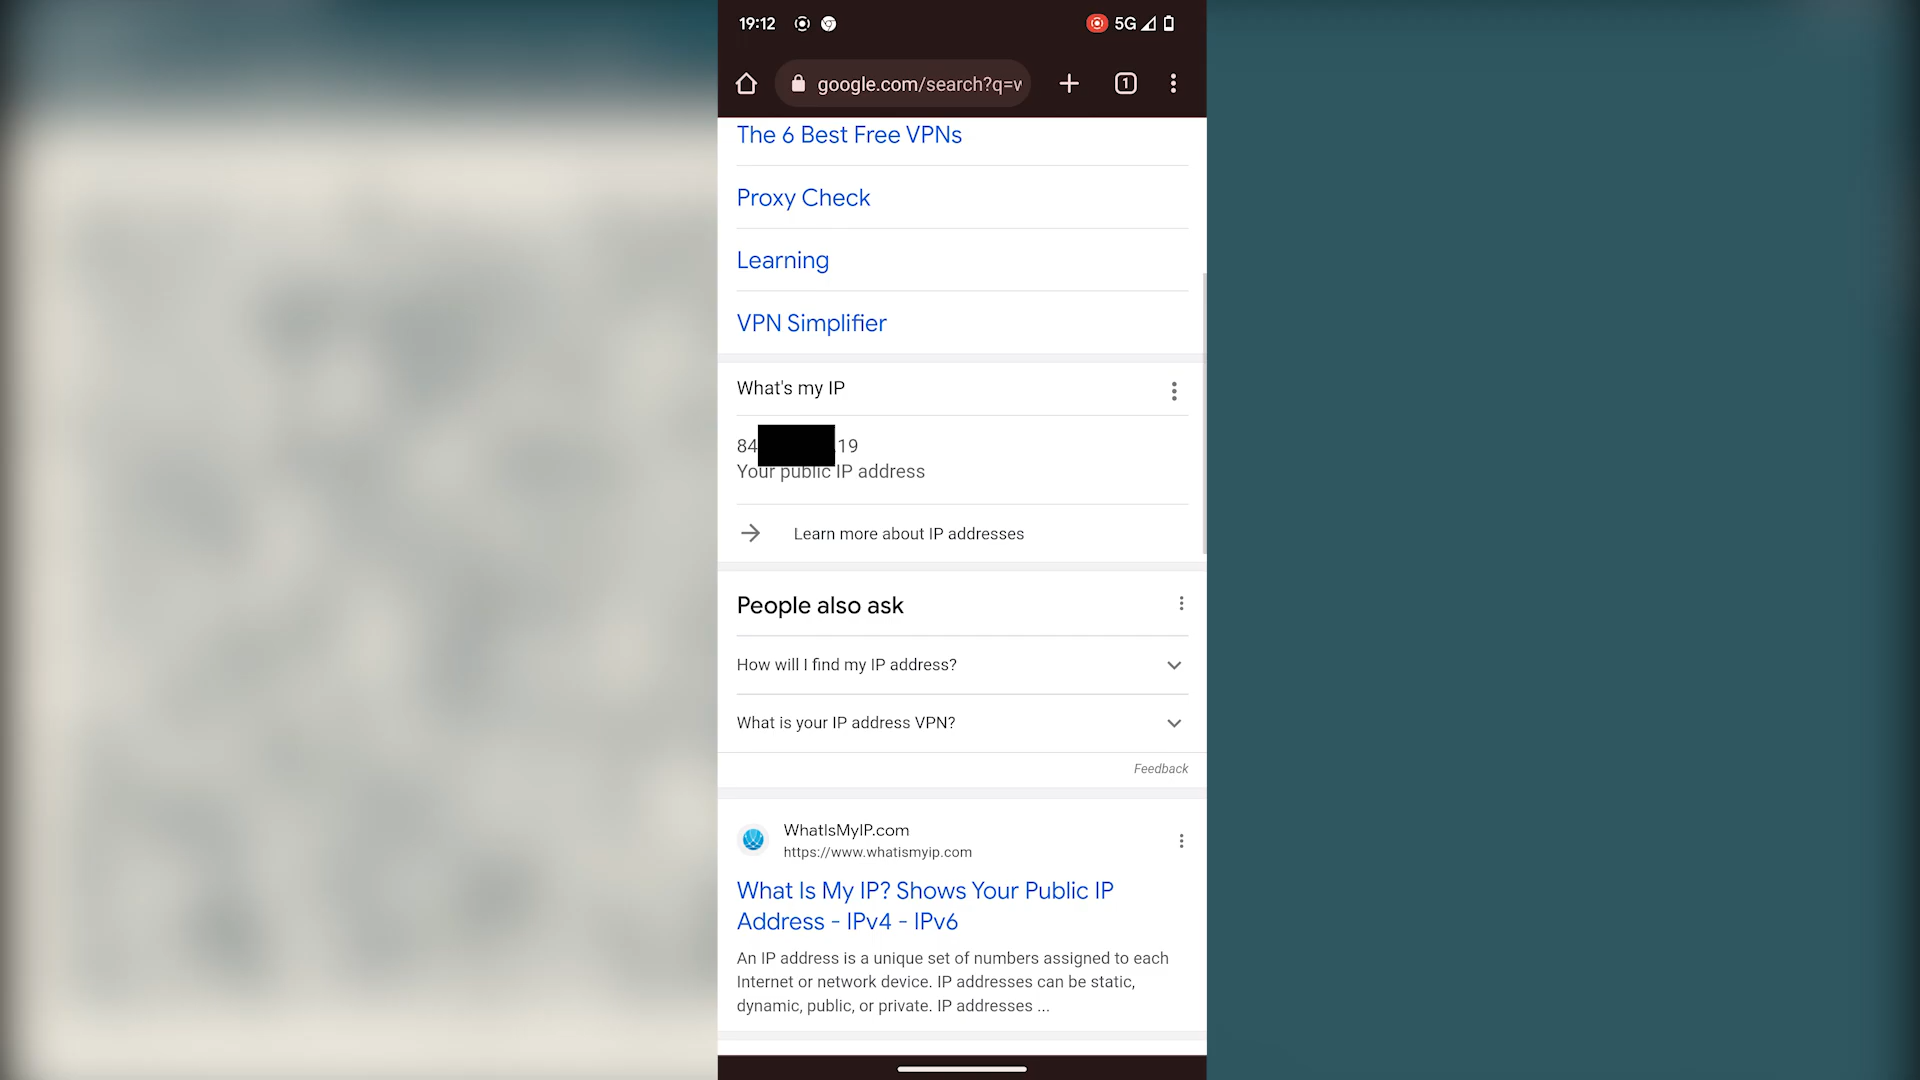 19:12
5G
google.com/search?q=w
1
The 6 Best Free VPNs
Proxy Check
Learning
VPN Simplifier
What's my IP
84 19
Your public IP address
Learn more about IP addresses
People also ask
How will I find my IP address?
What is your IP address VPN?
Feedback
WhatIsMyIP.com
https://www.whatismyip.com
What Is My IP? Shows Your Public IP
Address - IPv4 - IPv6
An IP address is a unique set of numbers assigned to each
Internet or network device. IP addresses can be static,
dynamic, public, or private. IP addresses ...